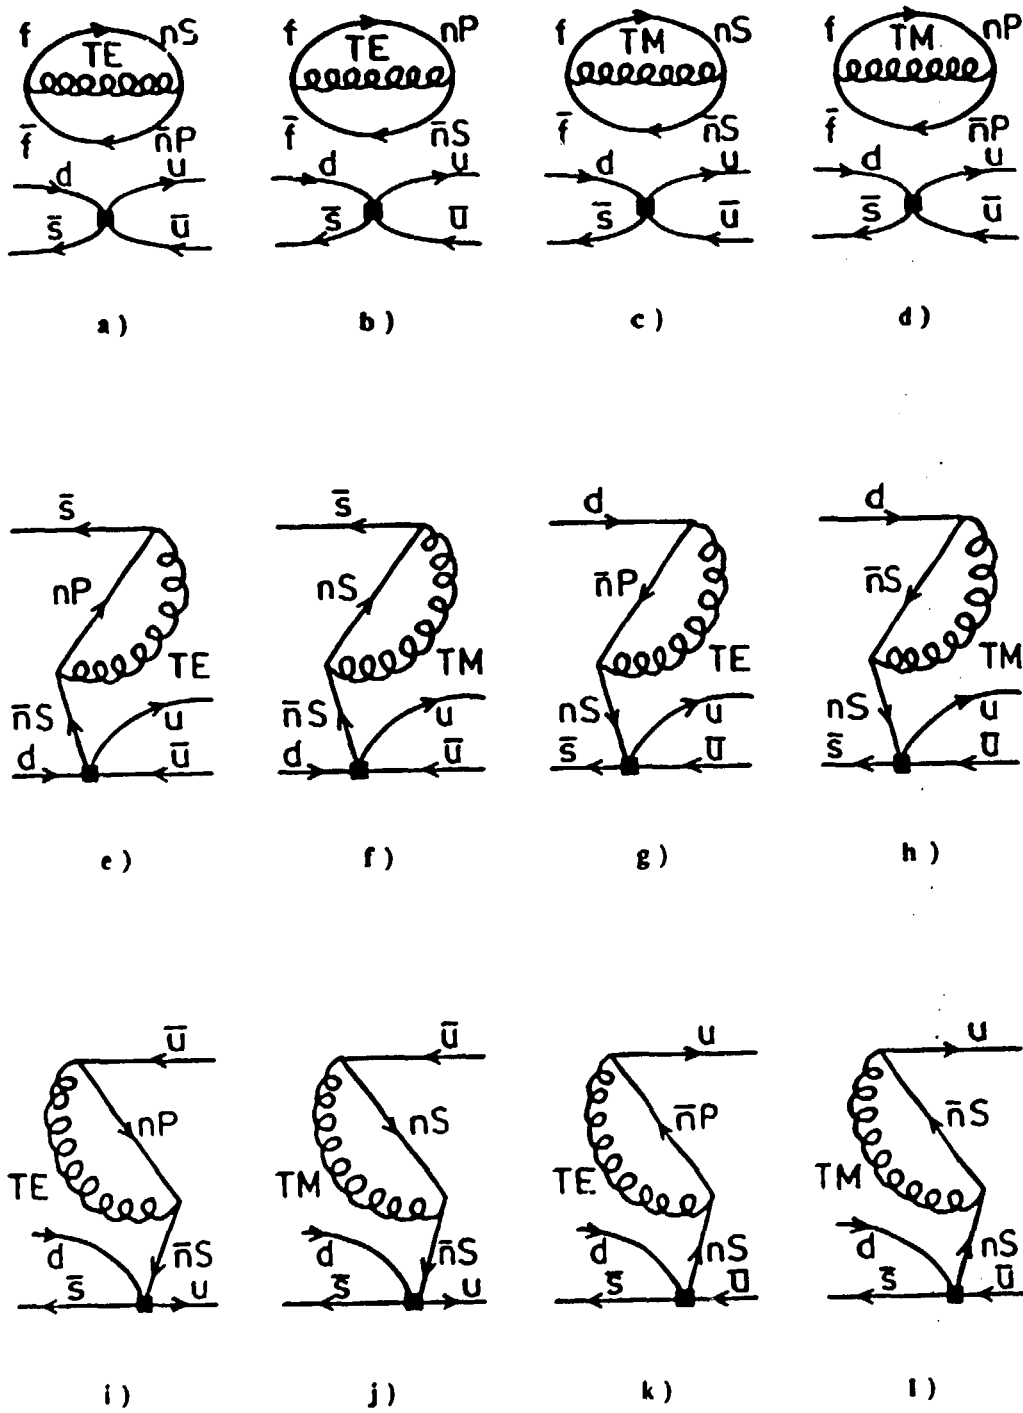 f nS f nP f nS f nP
TE TE TM TM
f̄ n̄P f̄ n̄S f̄ n̄S f̄ n̄P
d u d u d u d u
s̄ ū s̄ ū s̄ ū s̄ ū
a) b) c) d)
s̄ s̄ d d
nP nS n̄P n̄S
TE TM TE TM
n̄S u n̄S u nS u nS u
d ū d ū s̄ ū s̄ ū
e) f) g) h)
ū ū u u
nP nS n̄P n̄S
TE TM TE TM
d n̄S d n̄S d nS d nS
s̄ u s̄ u s̄ ū s̄ ū
i) j) k) l)